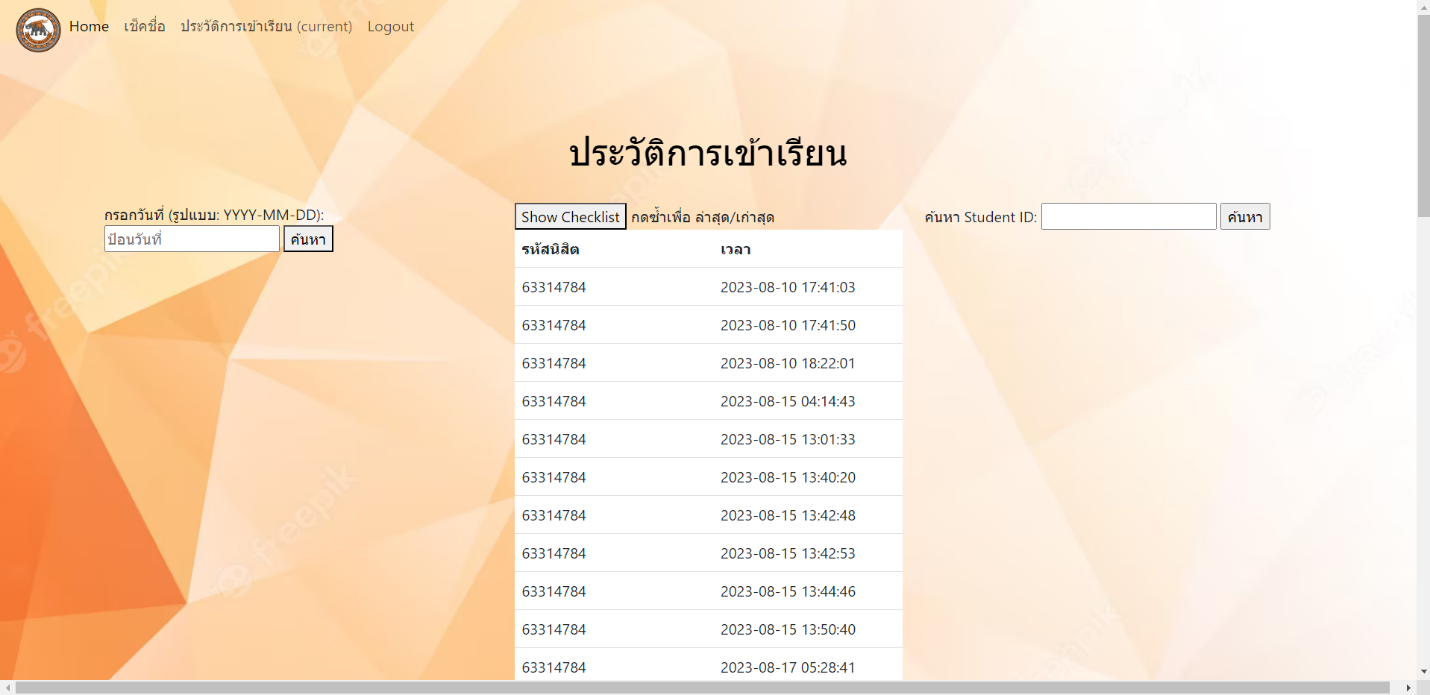 Home เช็คชื่อ ประวัติการเข้าเรียน (current) Logout
ประวัติการเข้าเรียน
กรอกวันที่ (รูปแบบ: YYYY-MM-DD):
ป้อนวันที่ ค้นหา
Show Checklist กดซ้ำเพื่อ ล่าสุด/เก่าสุด
ค้นหา Student ID: ค้นหา
รหัสนิสิต เวลา
63314784 2023-08-10 17:41:03
63314784 2023-08-10 17:41:50
63314784 2023-08-10 18:22:01
63314784 2023-08-15 04:14:43
63314784 2023-08-15 13:01:33
63314784 2023-08-15 13:40:20
63314784 2023-08-15 13:42:48
63314784 2023-08-15 13:42:53
63314784 2023-08-15 13:44:46
63314784 2023-08-15 13:50:40
63314784 2023-08-17 05:28:41
freepik
freepik